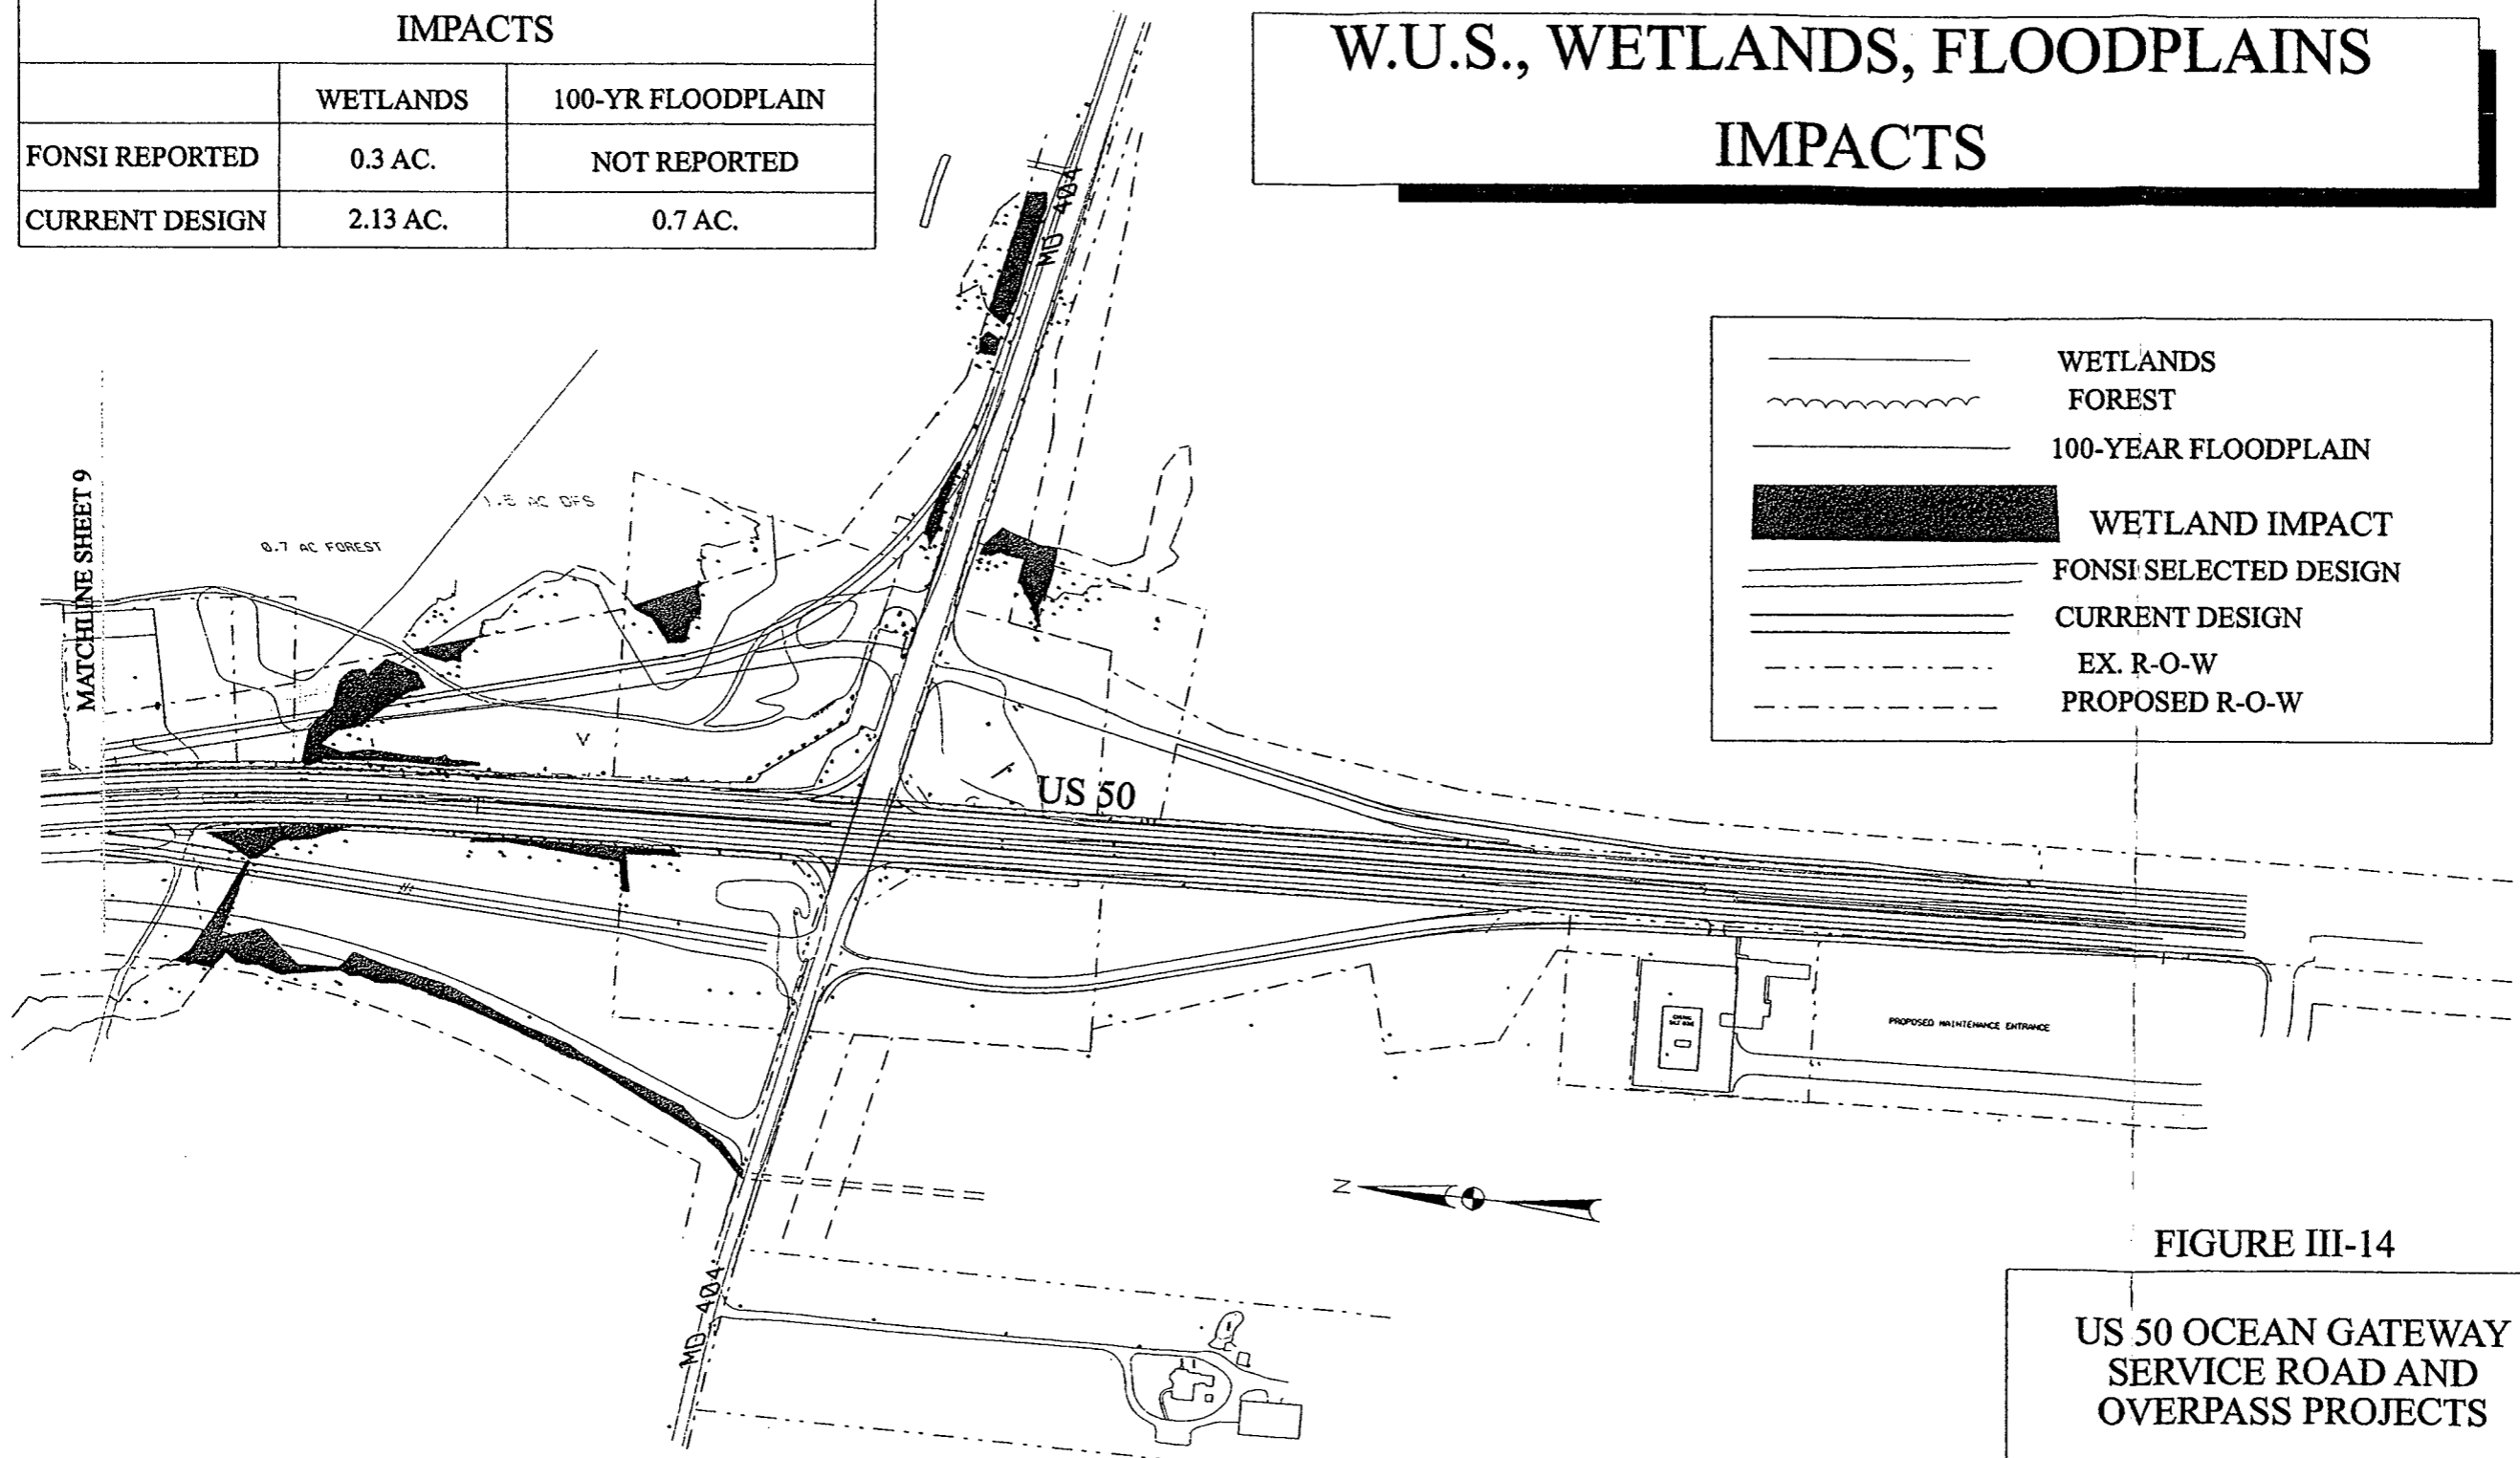 IMPACTS
WETLANDS 100-YR FLOODPLAIN
FONSI REPORTED 0.3 AC. NOT REPORTED
CURRENT DESIGN 2.13 AC. 0.7 AC.
W.U.S., WETLANDS, FLOODPLAINS
IMPACTS
MD 404
WETLANDS
FOREST
100-YEAR FLOODPLAIN
WETLAND IMPACT
FONSI SELECTED DESIGN
CURRENT DESIGN
EX. R-O-W
PROPOSED R-O-W
MATCHLINE SHEET 9
0.7 AC FOREST
AC DFS
US 50
PROPOSED MAINTENANCE ENTRANCE
N
MD 404
FIGURE III-14
US 50 OCEAN GATEWAY
SERVICE ROAD AND
OVERPASS PROJECTS